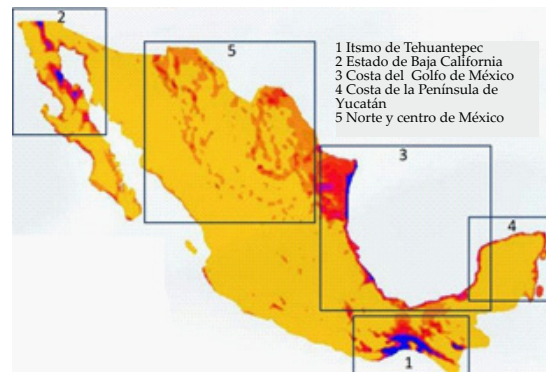 2
5
1 Itsmo de Tehuantepec
2 Estado de Baja California
3 Costa del Golfo de México
4 Costa de la Península de
Yucatán
5 Norte y centro de México
3
4
1